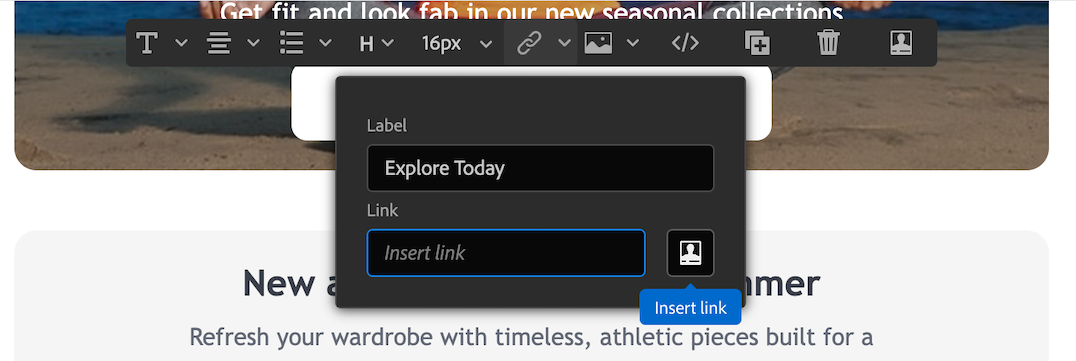 Get fit and look fab in our new seasonal collections
T
H
16px
</>
Label
Explore Today
Link
Insert link
Insert link
New a mmer
Refresh your wardrobe with timeless, athletic pieces built for a